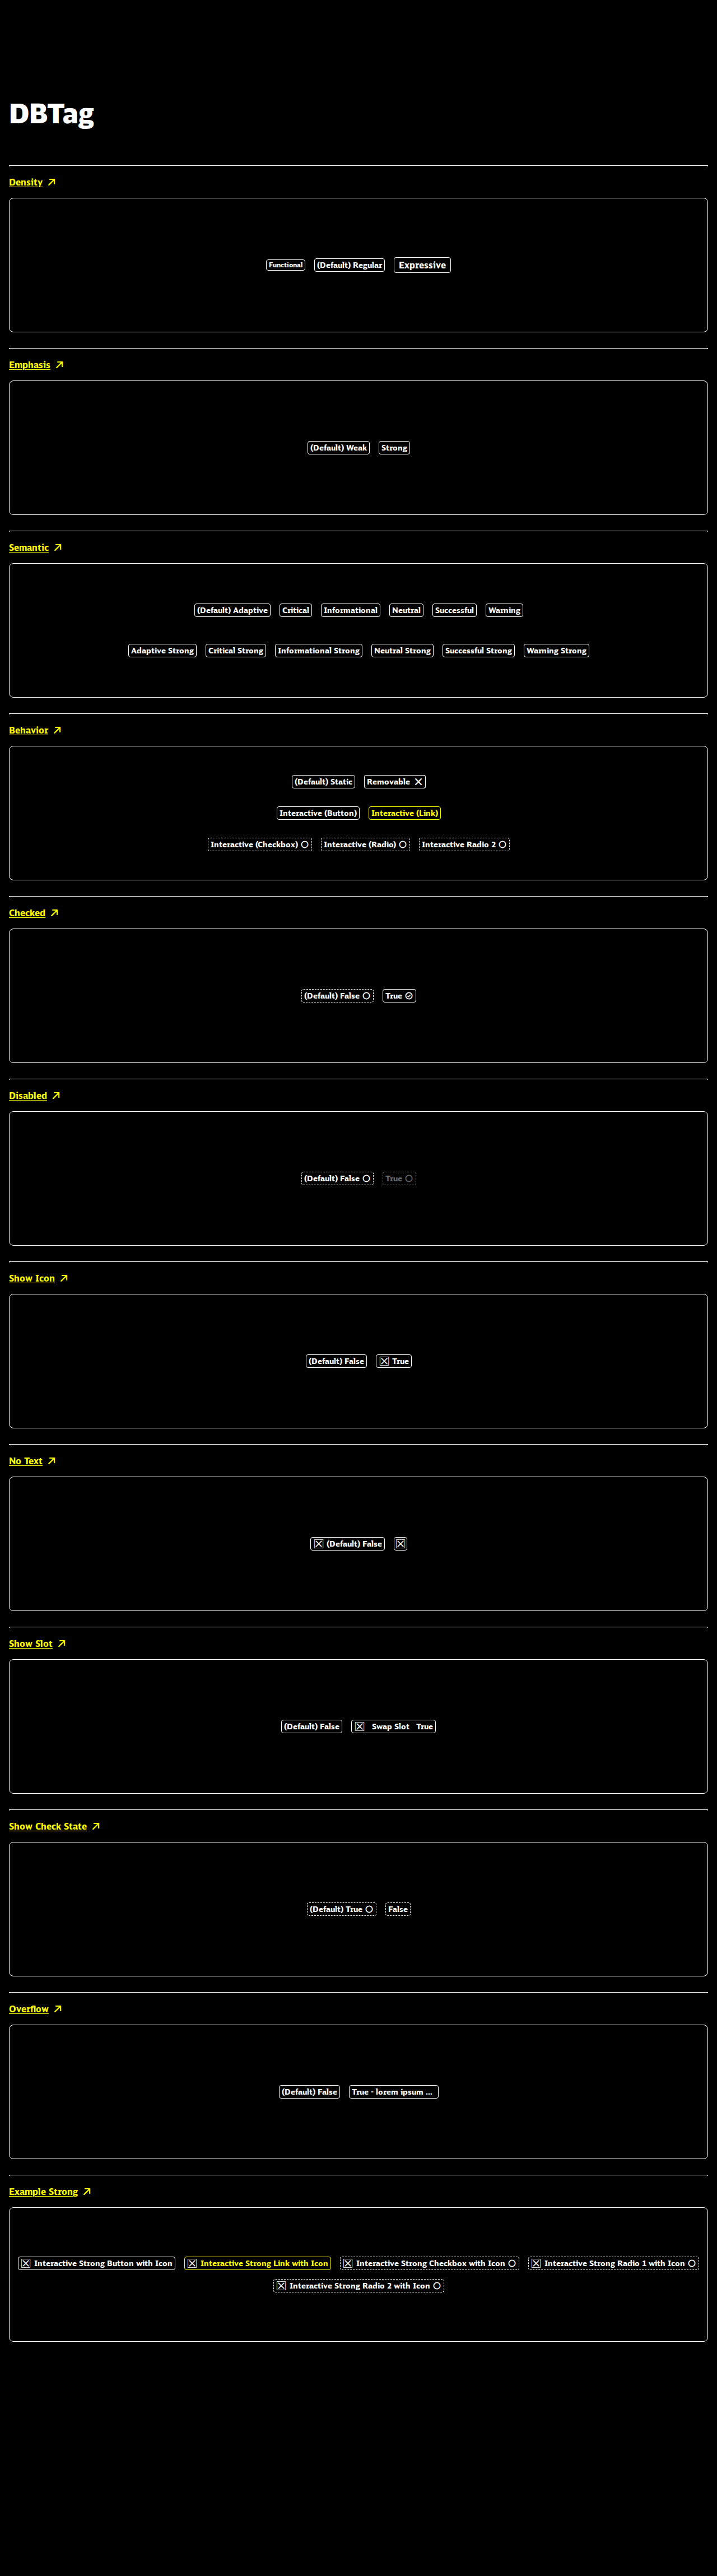 DBTag
Density
Functional (Default) Regular Expressive
Emphasis
(Default) Weak Strong
Semantic
(Default) Adaptive Critical Informational Neutral Successful Warning
Adaptive Strong Critical Strong Informational Strong Neutral Strong Successful Strong Warning Strong
Behavior
(Default) Static Removable
Interactive (Button) Interactive (Link)
Interactive (Checkbox) Interactive (Radio) Interactive Radio 2
Checked
(Default) False True
Disabled
(Default) False True
Show Icon
(Default) False True
No Text
(Default) False
Show Slot
(Default) False Swap Slot True
Show Check State
(Default) True False
Overflow
(Default) False True - lorem ipsum ...
Example Strong
Interactive Strong Button with Icon Interactive Strong Link with Icon Interactive Strong Checkbox with Icon Interactive Strong Radio 1 with Icon
Interactive Strong Radio 2 with Icon